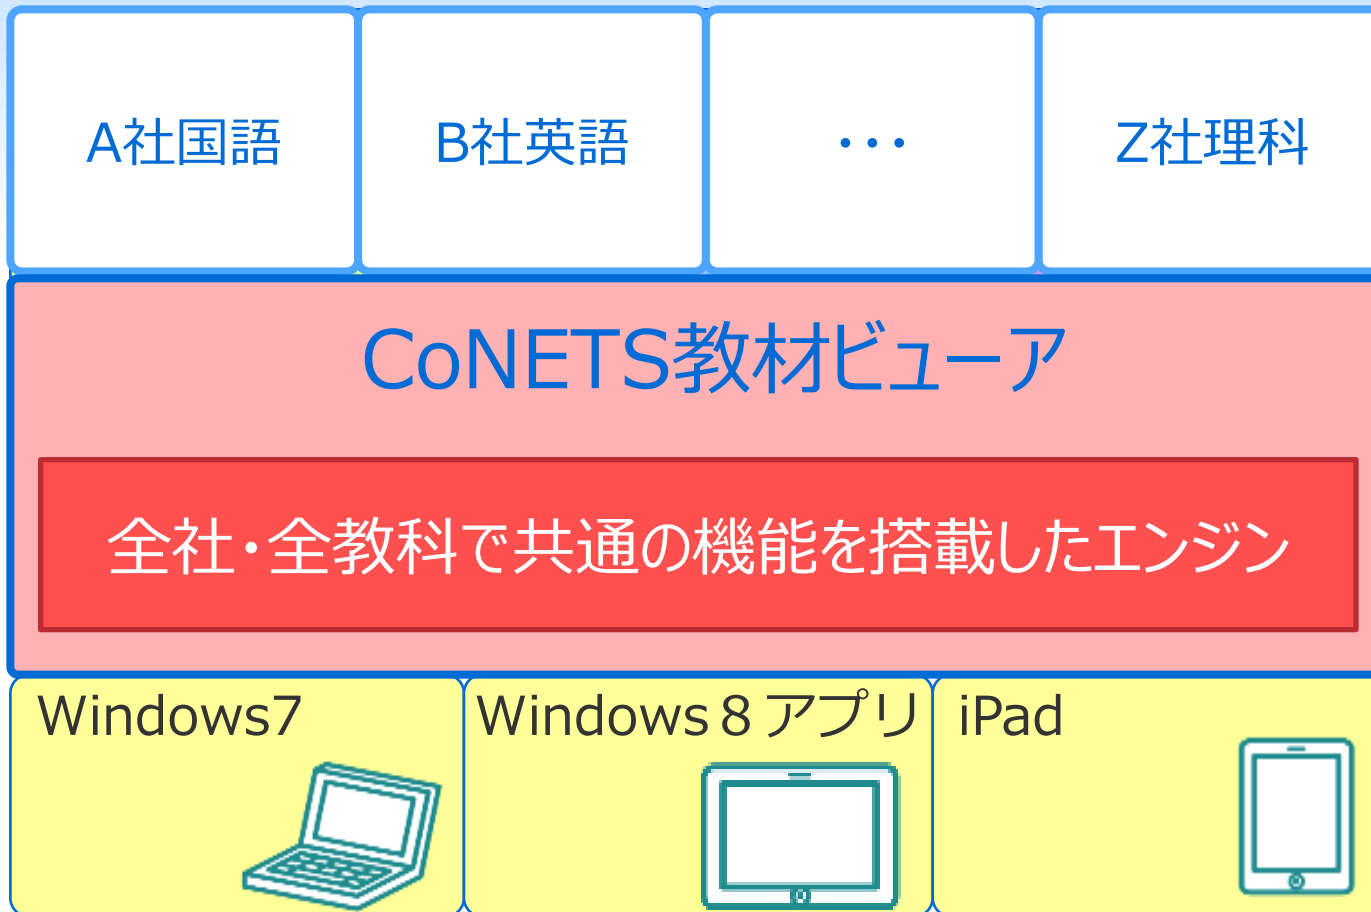 A社国語
B社英語
・・・
Z社理科
CoNETS教材ビューア
全社・全教科で共通の機能を搭載したエンジン
Windows7
Windows８アプリ
iPad